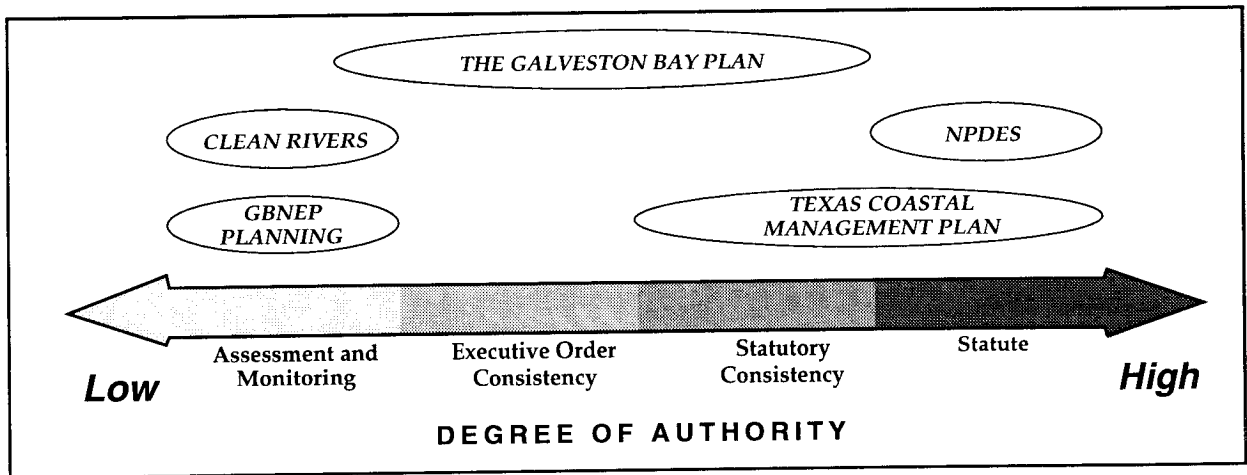 THE GALVESTON BAY PLAN
CLEAN RIVERS
NPDES
GBNEP
PLANNING
TEXAS COASTAL
MANAGEMENT PLAN
Assessment and
Monitoring
Executive Order
Consistency
Statutory
Consistency
Statute
Low
High
DEGREE OF AUTHORITY